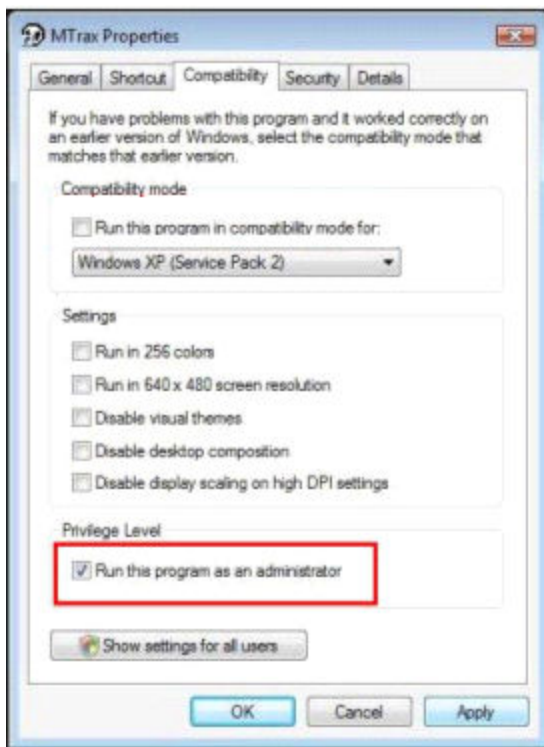 MTrax Properties
General Shortcut Compatibility Security Details
If you have problems with this program and it worked correctly on
an earlier version of Windows, select the compatibility mode that
matches that earlier version.
Compatibility mode
Run this program in compatibility mode for:
Windows XP (Service Pack 2)
Settings
Run in 256 colors
Run in 640 x 480 screen resolution
Disable visual themes
Disable desktop composition
Disable display scaling on high DPI settings
Privilege Level
Run this program as an administrator
Show settings for all users
OK Cancel Apply